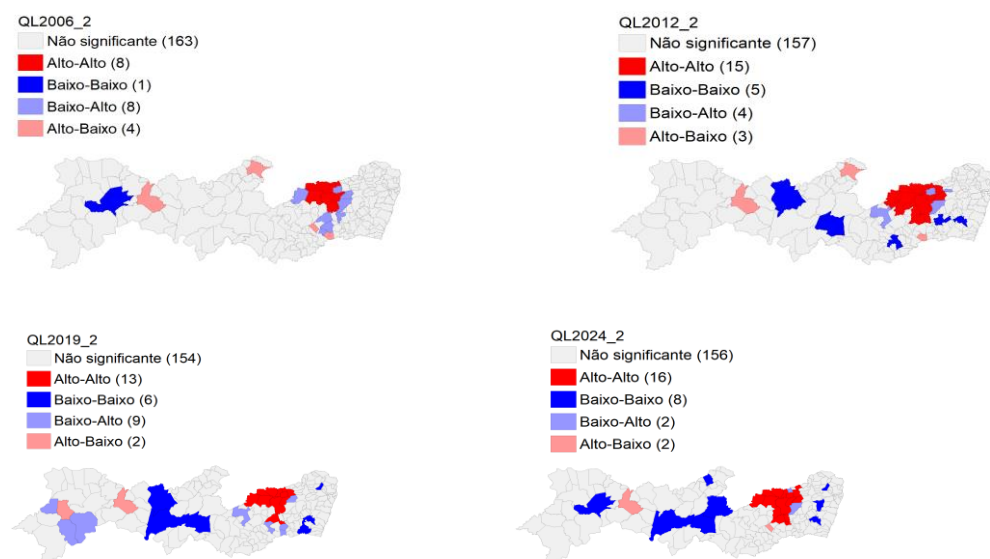 QL2006_2
Não significante (163)
Alto-Alto (8)
Baixo-Baixo (1)
Baixo-Alto (8)
Alto-Baixo (4)
QL2012_2
Não significante (157)
Alto-Alto (15)
Baixo-Baixo (5)
Baixo-Alto (4)
Alto-Baixo (3)
QL2019_2
Não significante (154)
Alto-Alto (13)
Baixo-Baixo (6)
Baixo-Alto (9)
Alto-Baixo (2)
QL2024_2
Não significante (156)
Alto-Alto (16)
Baixo-Baixo (8)
Baixo-Alto (2)
Alto-Baixo (2)